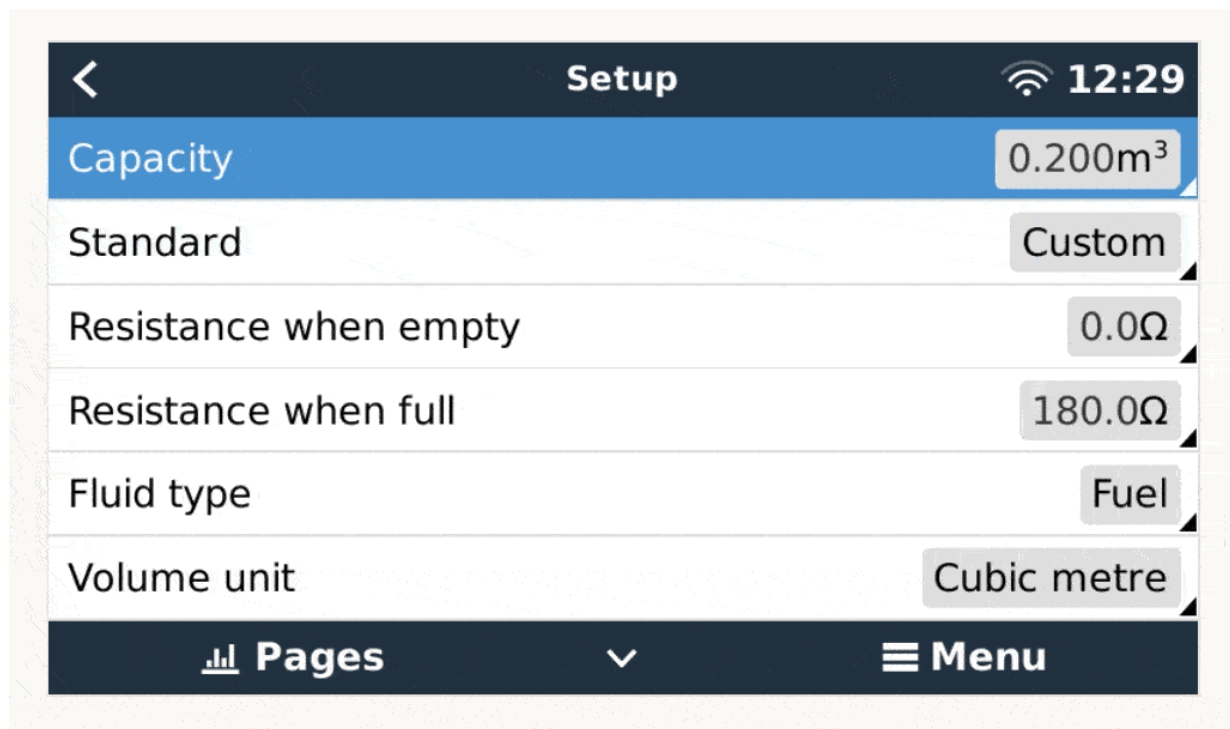 Setup 12:29
Capacity 0.200m³
Standard Custom
Resistance when empty 0.0Ω
Resistance when full 180.0Ω
Fluid type Fuel
Volume unit Cubic metre
Pages Menu